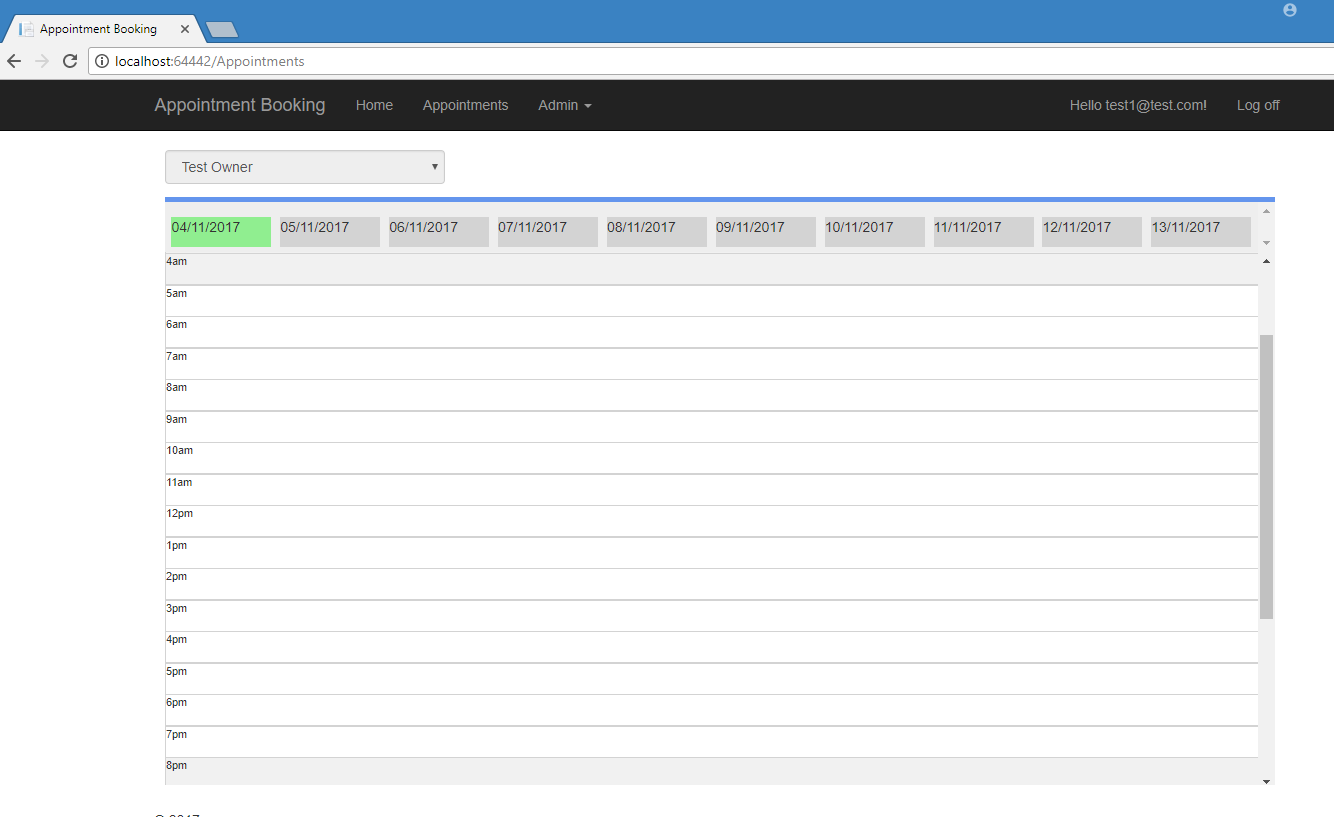 Appointment Booking
localhost:64442/Appointments
Appointment Booking Home Appointments Admin Hello test1@test.com! Log off
Test Owner
04/11/2017 05/11/2017 06/11/2017 07/11/2017 08/11/2017 09/11/2017 10/11/2017 11/11/2017 12/11/2017 13/11/2017
4am
5am
6am
7am
8am
9am
10am
11am
12pm
1pm
2pm
3pm
4pm
5pm
6pm
7pm
8pm
© 2017